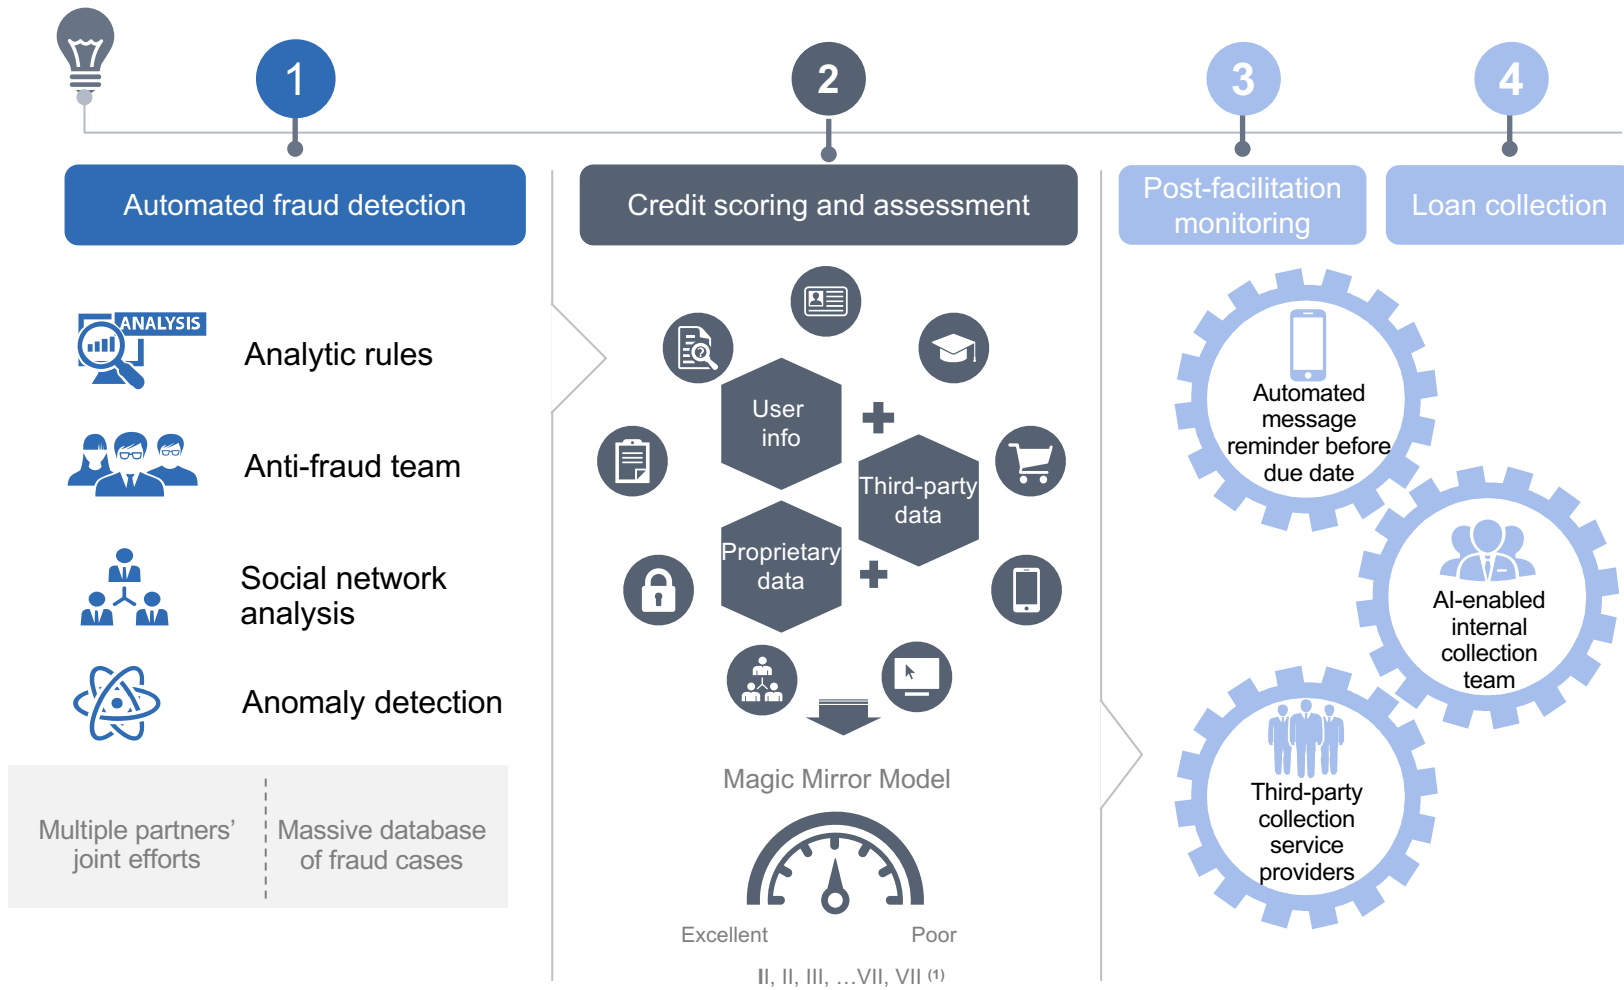 1
2
3
4
Automated fraud detection
Credit scoring and assessment
Post-facilitation
monitoring
Loan collection
ANALYSIS
Analytic rules
Anti-fraud team
Social network
analysis
Anomaly detection
Multiple partners’
joint efforts
Massive database
of fraud cases
User
info
Third-party
data
Proprietary
data
Magic Mirror Model
Excellent
Poor
II, II, III, …VII, VII (1)
Automated
message
reminder before
due date
AI-enabled
internal
collection
team
Third-party
collection
service
providers